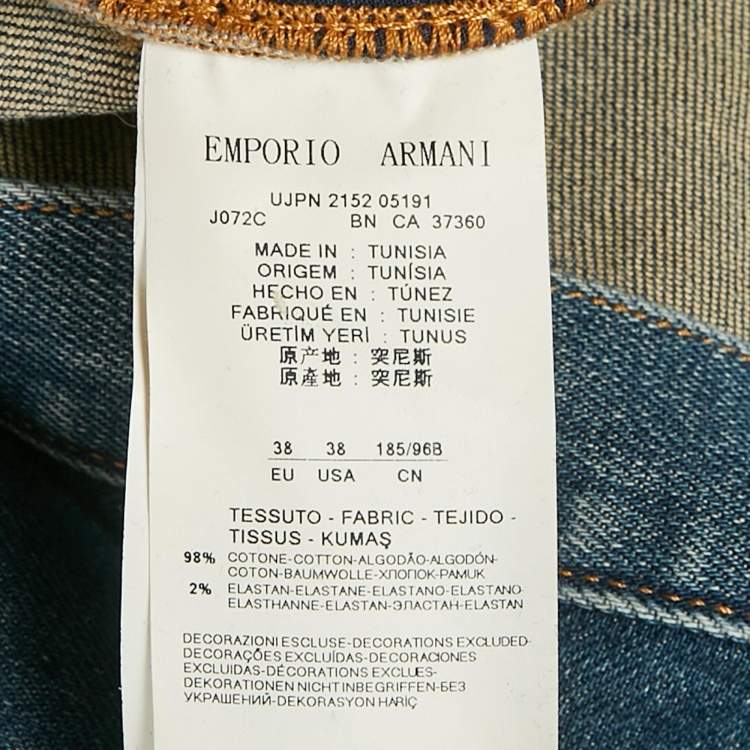 EMPORIO ARMANI
UJPN 2152 05191
J072C BN CA 37360
MADE IN : TUNISIA
ORIGEM : TUNÍSIA
HECHO EN : TÚNEZ
FABRIQUÉ EN : TUNISIE
ÜRETİM YERİ : TUNUS
原产地 : 突尼斯
原產地 : 突尼斯
38 38 185/96B
EU USA CN
TESSUTO - FABRIC - TEJIDO -
TISSUS - KUMAŞ
98% COTONE-COTTON-ALGODÃO-ALGODÓN-
COTON-BAUMWOLLE-ХЛОПОК-PAMUK
2% ELASTAN-ELASTANE-ELASTANO-ELASTANO-
ELASTHANNE-ELASTAN-ЭЛАСТАН-ELASTAN
DECORAZIONI ESCLUSE-DECORATIONS EXCLUDED-
DECORAÇÕES EXCLUÍDAS-DECORACIONES
EXCLUIDAS-DÉCORATIONS EXCLUES-
DEKORATIONEN NICHT INBEGRIFFEN-БЕЗ
УКРАШЕНИЙ-DEKORASYON HARİÇ